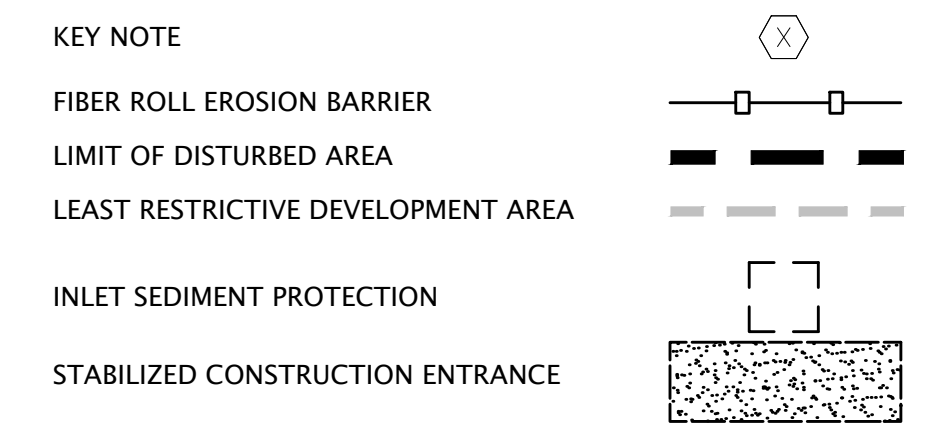 KEY NOTE X
FIBER ROLL EROSION BARRIER
LIMIT OF DISTURBED AREA
LEAST RESTRICTIVE DEVELOPMENT AREA
INLET SEDIMENT PROTECTION
STABILIZED CONSTRUCTION ENTRANCE